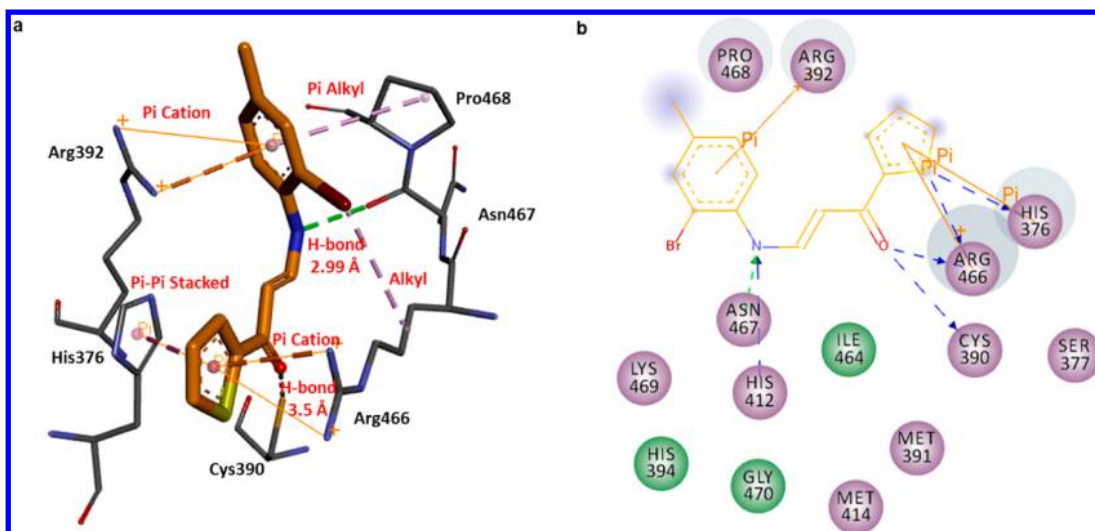 a
Pi Alkyl
Pi Cation
Pro468
Arg392
Asn467
H-bond
2.99 Å
Alkyl
Pi-Pi Stacked
Pi Cation
His376
H-bond
3.5 Å
Arg466
Cys390
b
PRO
468
ARG
392
Pi
Pi
Pi
Pi
HIS
376
Br
N
O
ARG
466
ASN
467
ILE
464
CYS
390
SER
377
LYS
469
HIS
412
MET
391
HIS
394
GLY
470
MET
414